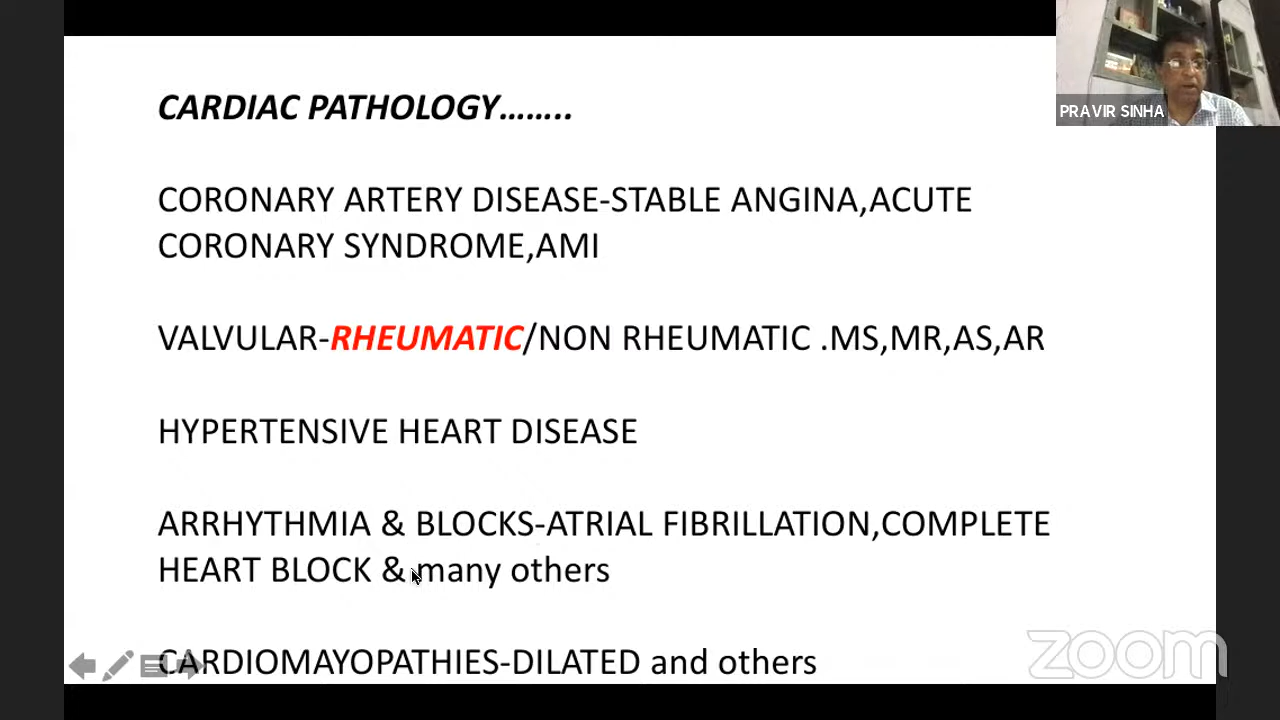 CARDIAC PATHOLOGY........
PRAVIR SINHA
CORONARY ARTERY DISEASE-STABLE ANGINA,ACUTE
CORONARY SYNDROME,AMI
VALVULAR-RHEUMATIC/NON RHEUMATIC .MS,MR,AS,AR
HYPERTENSIVE HEART DISEASE
ARRHYTHMIA & BLOCKS-ATRIAL FIBRILLATION,COMPLETE
HEART BLOCK & many others
CARDIOMAYOPATHIES-DILATED and others
zoom